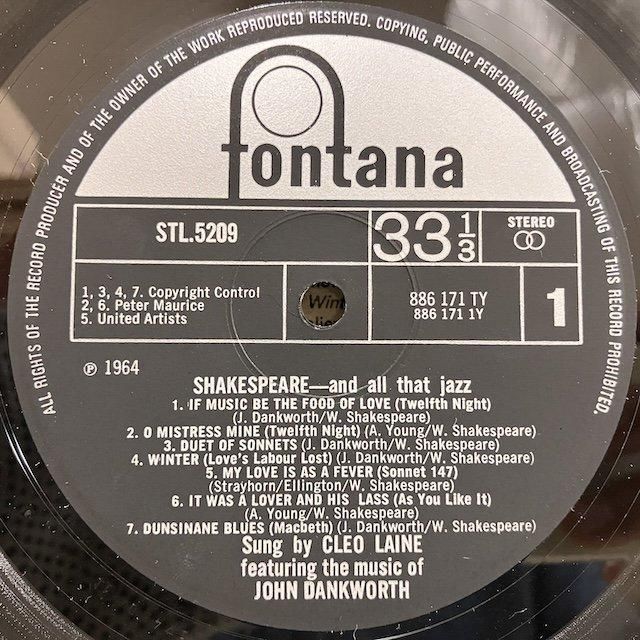 ALL RIGHTS OF THE RECORD PRODUCER AND OF THE OWNER OF THE WORK REPRODUCED RESERVED. COPYING, PUBLIC PERFORMANCE AND BROADCASTING OF THIS RECORD PROHIBITED.
fontana
STL.5209
33 1/3
STEREO
1, 3, 4, 7. Copyright Control
2, 6. Peter Maurice
5. United Artists
886 171 TY
886 171 1Y
1
℗ 1964
SHAKESPEARE—and all that jazz
1. IF MUSIC BE THE FOOD OF LOVE (Twelfth Night)
(J. Dankworth/W. Shakespeare)
2. O MISTRESS MINE (Twelfth Night) (A. Young/W. Shakespeare)
3. DUET OF SONNETS (J. Dankworth/W. Shakespeare)
4. WINTER (Love's Labour Lost) (J. Dankworth/W. Shakespeare)
5. MY LOVE IS AS A FEVER (Sonnet 147)
(Strayhorn/Ellington/W. Shakespeare)
6. IT WAS A LOVER AND HIS LASS (As You Like It)
(A. Young/W. Shakespeare)
7. DUNSINANE BLUES (Macbeth) (J. Dankworth/W. Shakespeare)
Sung by CLEO LAINE
featuring the music of
JOHN DANKWORTH